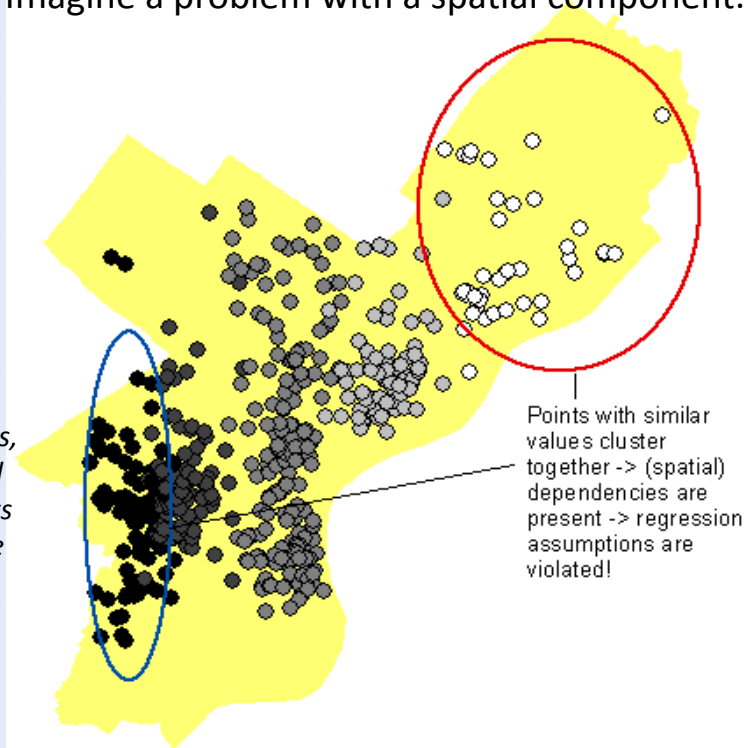 Imagine a problem with a spatial component.
s,
Points with similar
values cluster
together -> (spatial)
dependencies are
present -> regression
assumptions are
violated!